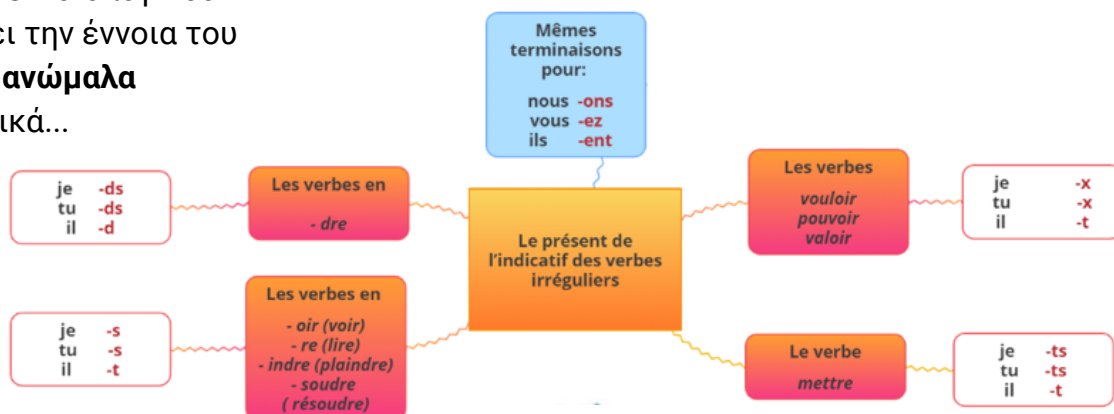 ει την έννοια του
ανώμαλα
ικά...
Mêmes
terminaisons
pour:
nous -ons
vous -ez
ils -ent
je -ds
tu -ds
il -d
Les verbes en
- dre
Le présent de
l'indicatif des verbes
irréguliers
Les verbes
vouloir
pouvoir
valoir
je -x
tu -x
il -t
je -s
tu -s
il -t
Les verbes en
- oir (voir)
- re (lire)
- indre (plaindre)
- soudre
( résoudre)
Le verbe
mettre
je -ts
tu -ts
il -t